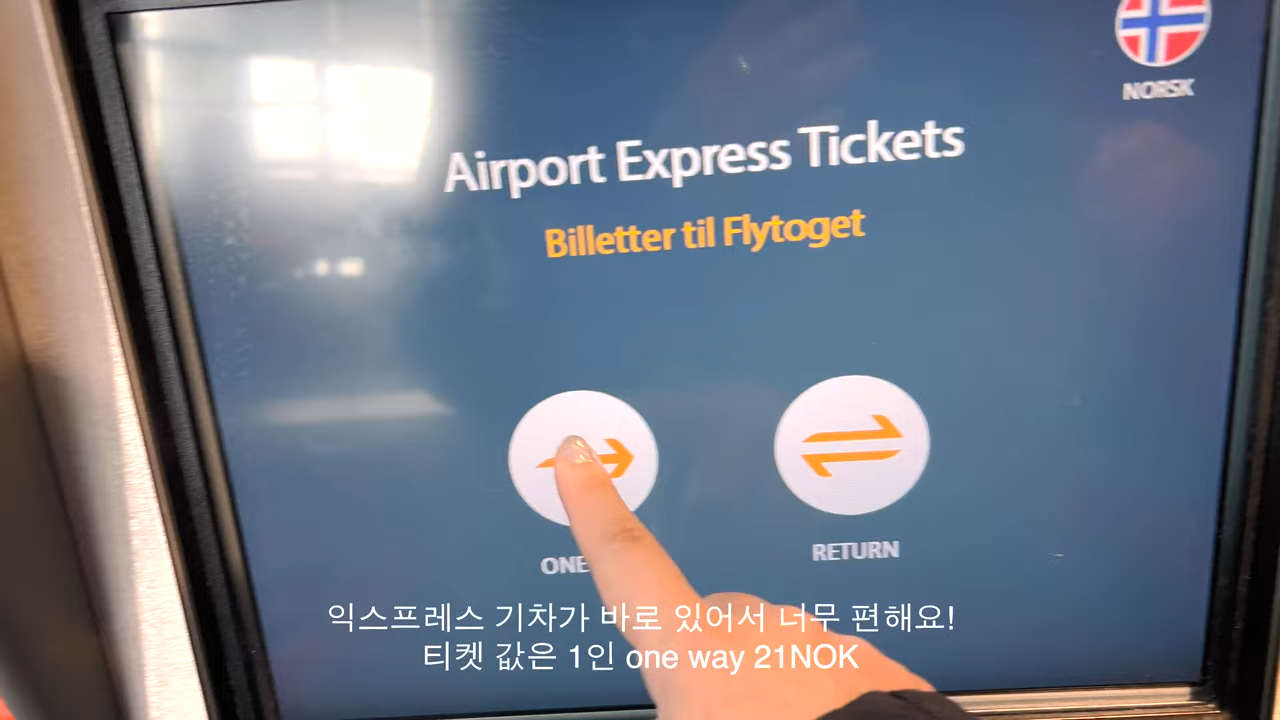 NORSK
Airport Express Tickets
Billetter til Flytoget
ONE
RETURN
익스프레스 기차가 바로 있어서 너무 편해요!
티켓 값은 1인 one way 21NOK